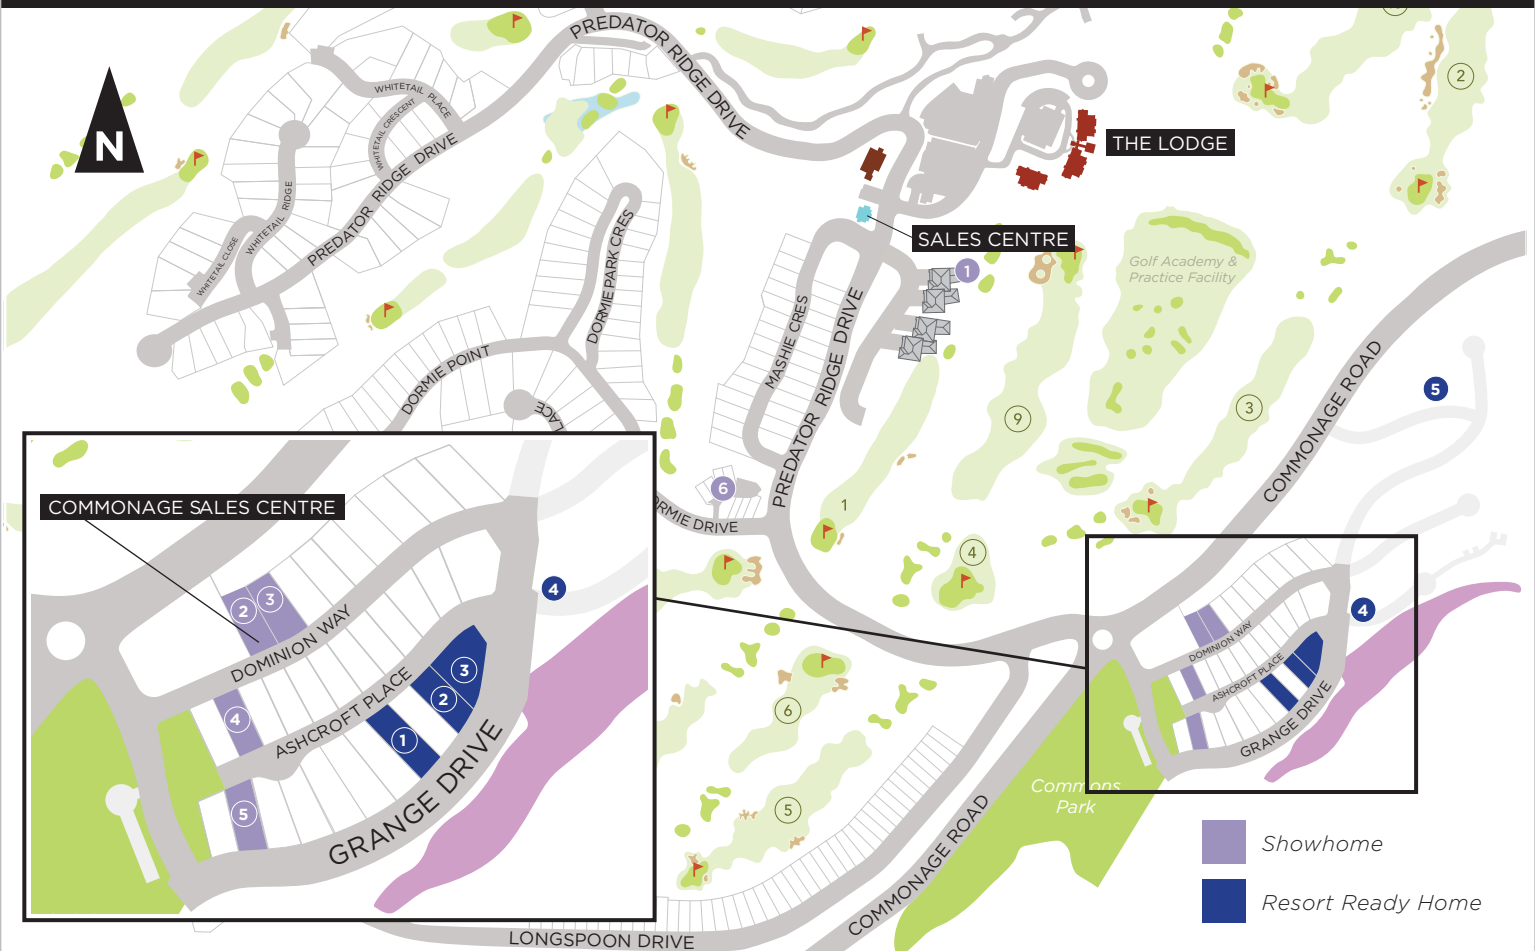 PREDATOR RIDGE DRIVE
2
WHITETAIL PLACE
WHITETAIL CRESCENT
N
THE LODGE
PREDATOR RIDGE DRIVE
WHITETAIL RIDGE
WHITETAIL CLOSE
DORMIE PARK CRES
SALES CENTRE
Golf Academy &
Practice Facility
1
MASHIE CRES
PREDATOR RIDGE DRIVE
DORMIE POINT
COMMONAGE ROAD
5
9
3
LACE
6
1
ORMIE DRIVE
4
COMMONAGE SALES CENTRE
2
3
4
DOMINION WAY
ASHCROFT PLACE
3
2
4
1
5
GRANGE DRIVE
4
DOMINION WAY
ASHCROFT PLACE
GRANGE DRIVE
6
5
Commons
Park
COMMONAGE ROAD
LONGSPOON DRIVE
Showhome
Resort Ready Home